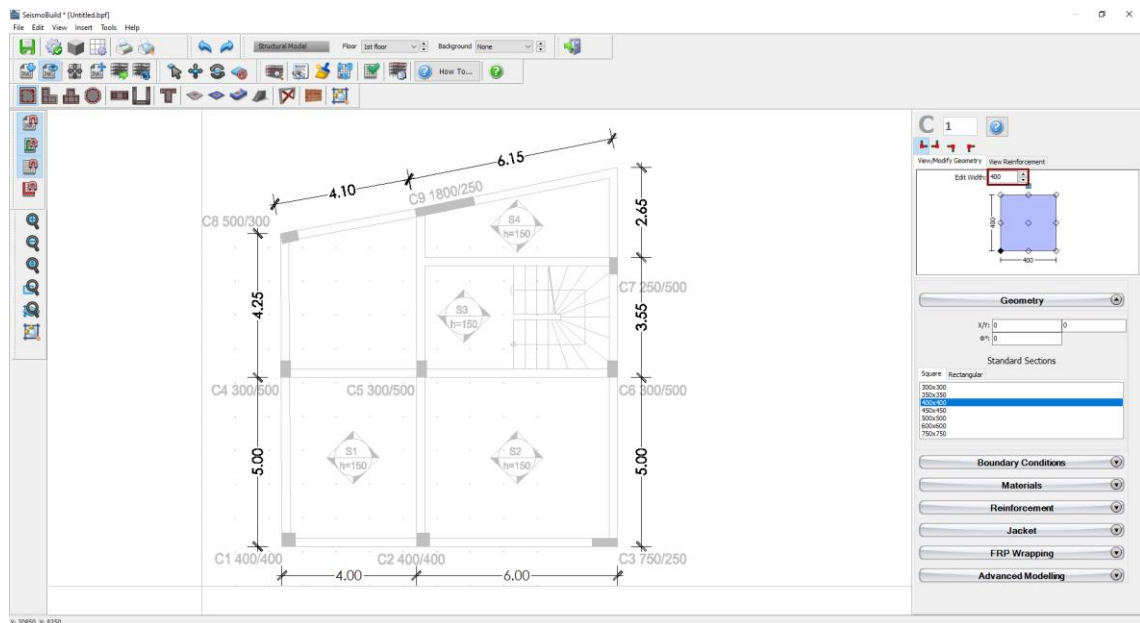 SeismoBuild * [Untitled.bpf]
File Edit View Insert Tools Help
Structural Model Floor 1st floor Background None
How To...
C 1
View/Modify Geometry View Reinforcement
Edit Width: 400
400
400
Geometry
X/Y: 0 0
Standard Sections
Square Rectangular
300x300
350x350
400x400
450x450
500x500
600x600
750x750
Boundary Conditions
Materials
Reinforcement
Jacket
FRP Wrapping
Advanced Modelling
6.15
4.10
C9 1800/250
C8 500/300
S4
h=150
2.65
C7 250/500
4.25
S3
h=150
3.55
C4 300/500
C5 300/500
C6 300/500
S1
h=150
S2
h=150
5.00
5.00
C1 400/400
C2 400/400
C3 750/250
4.00
6.00
X: 20850 Y: 8250